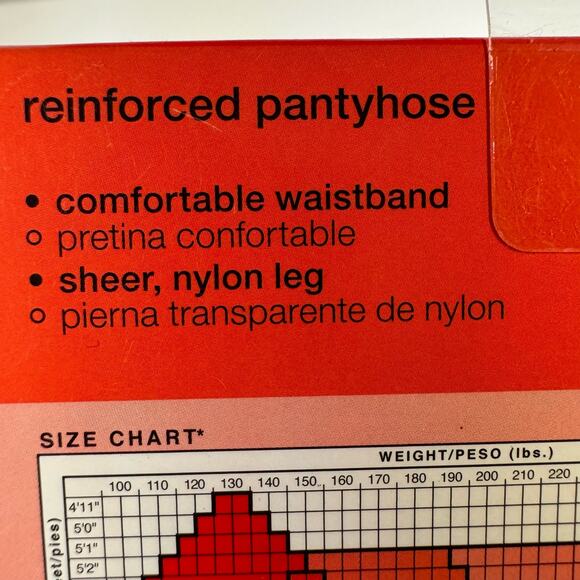 reinforced pantyhose
• comfortable waistband
○ pretina confortable
• sheer, nylon leg
○ pierna transparente de nylon
SIZE CHART*
WEIGHT/PESO (lbs.)
100 110 120 130 140 150 160 170 180 190 200 210 220
4'11"
5'0"
5'1"
5'2"